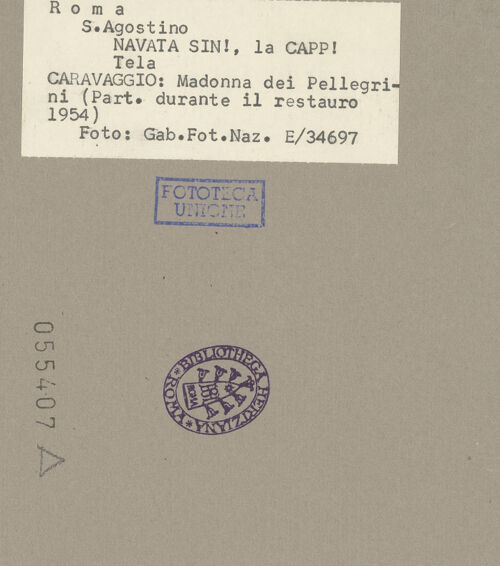 R o m a
S.Agostino
NAVATA SIN!, la CAPP!
Tela
CARAVAGGIO: Madonna dei Pellegri-
ni (Part. durante il restauro
1954)
Foto: Gab.Fot.Naz. E/34697
FOTOTECA
UNIONE
BIBLIOTHECA HERTZIANA * ROMA *
055407 A